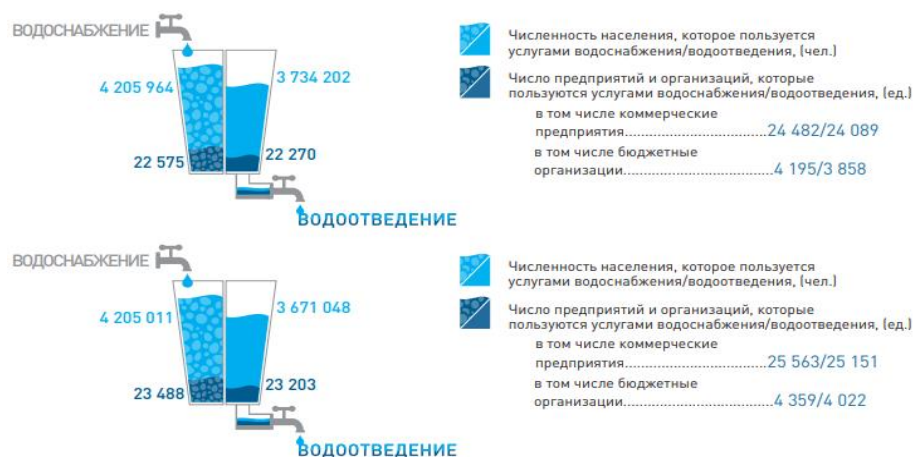 ВОДОСНАБЖЕНИЕ
4 205 964
3 734 202
22 575
22 270
ВОДООТВЕДЕНИЕ
Численность населения, которое пользуется
услугами водоснабжения/водоотведения, (чел.)
Число предприятий и организаций, которые
пользуются услугами водоснабжения/водоотведения, (ед.)
в том числе коммерческие
предприятия........................24 482/24 089
в том числе бюджетные
организации.........................4 195/3 858
ВОДОСНАБЖЕНИЕ
4 205 011
3 671 048
23 488
23 203
ВОДООТВЕДЕНИЕ
Численность населения, которое пользуется
услугами водоснабжения/водоотведения, (чел.)
Число предприятий и организаций, которые
пользуются услугами водоснабжения/водоотведения, (ед.)
в том числе коммерческие
предприятия........................25 563/25 151
в том числе бюджетные
организации.........................4 359/4 022